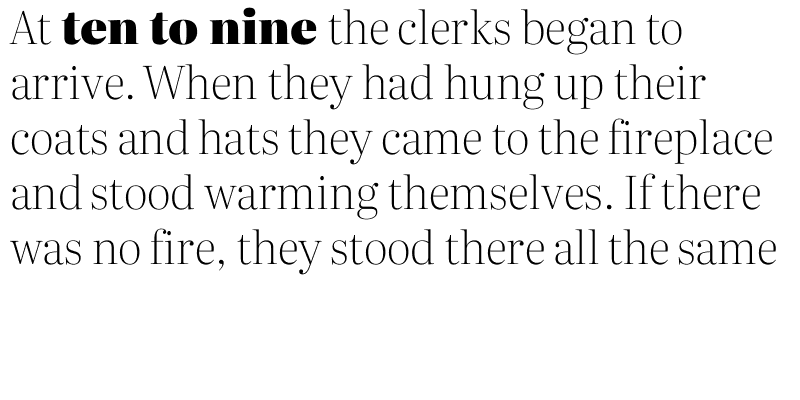 At ten to nine the clerks began to
arrive. When they had hung up their
coats and hats they came to the fireplace
and stood warming themselves. If there
was no fire, they stood there all the same